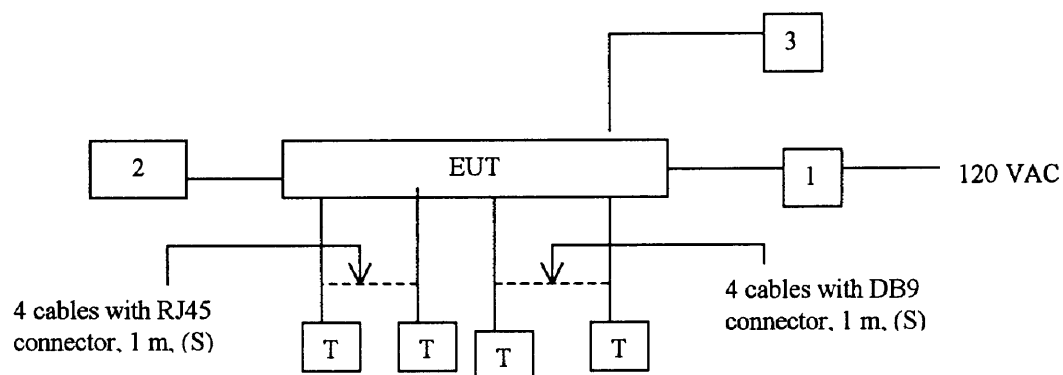 3
2
EUT
1
120 VAC
4 cables with RJ45
connector, 1 m, (S)
4 cables with DB9
connector, 1 m, (S)
T
T
T
T